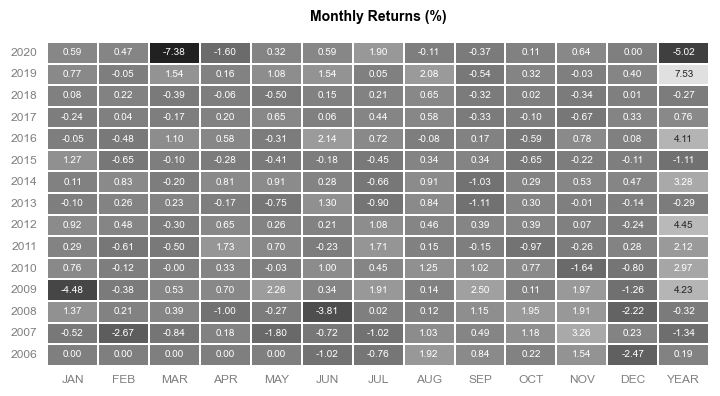 Monthly Returns (%)
2020 0.59 0.47 -7.38 -1.60 0.32 0.59 1.90 -0.11 -0.37 0.11 0.64 0.00 -5.02
2019 0.77 -0.05 1.54 0.16 1.08 1.54 0.05 2.08 -0.54 0.32 -0.03 0.40 7.53
2018 0.08 0.22 -0.39 -0.06 -0.50 0.15 0.21 0.65 -0.32 0.02 -0.34 0.01 -0.27
2017 -0.24 0.04 -0.17 0.20 0.65 0.06 0.44 0.58 -0.33 -0.10 -0.67 0.33 0.76
2016 -0.05 -0.48 1.10 0.58 -0.31 2.14 0.72 -0.08 0.17 -0.59 0.78 0.08 4.11
2015 1.27 -0.65 -0.10 -0.28 -0.41 -0.18 -0.45 0.34 0.34 -0.65 -0.22 -0.11 -1.11
2014 0.11 0.83 -0.20 0.81 0.91 0.28 -0.66 0.91 -1.03 0.29 0.53 0.47 3.28
2013 -0.10 0.26 0.23 -0.17 -0.75 1.30 -0.90 0.84 -1.11 0.30 -0.01 -0.14 -0.29
2012 0.92 0.48 -0.30 0.65 0.26 0.21 1.08 0.46 0.39 0.39 0.07 -0.24 4.45
2011 0.29 -0.61 -0.50 1.73 0.70 -0.23 1.71 0.15 -0.15 -0.97 -0.26 0.28 2.12
2010 0.76 -0.12 -0.00 0.33 -0.03 1.00 0.45 1.25 1.02 0.77 -1.64 -0.80 2.97
2009 -4.48 -0.38 0.53 0.70 2.26 0.34 1.91 0.14 2.50 0.11 1.97 -1.26 4.23
2008 1.37 0.21 0.39 -1.00 -0.27 -3.81 0.02 0.12 1.15 1.95 1.91 -2.22 -0.32
2007 -0.52 -2.67 -0.84 0.18 -1.80 -0.72 -1.02 1.03 0.49 1.18 3.26 0.23 -1.34
2006 0.00 0.00 0.00 0.00 0.00 -1.02 -0.76 1.92 0.84 0.22 1.54 -2.47 0.19
JAN FEB MAR APR MAY JUN JUL AUG SEP OCT NOV DEC YEAR